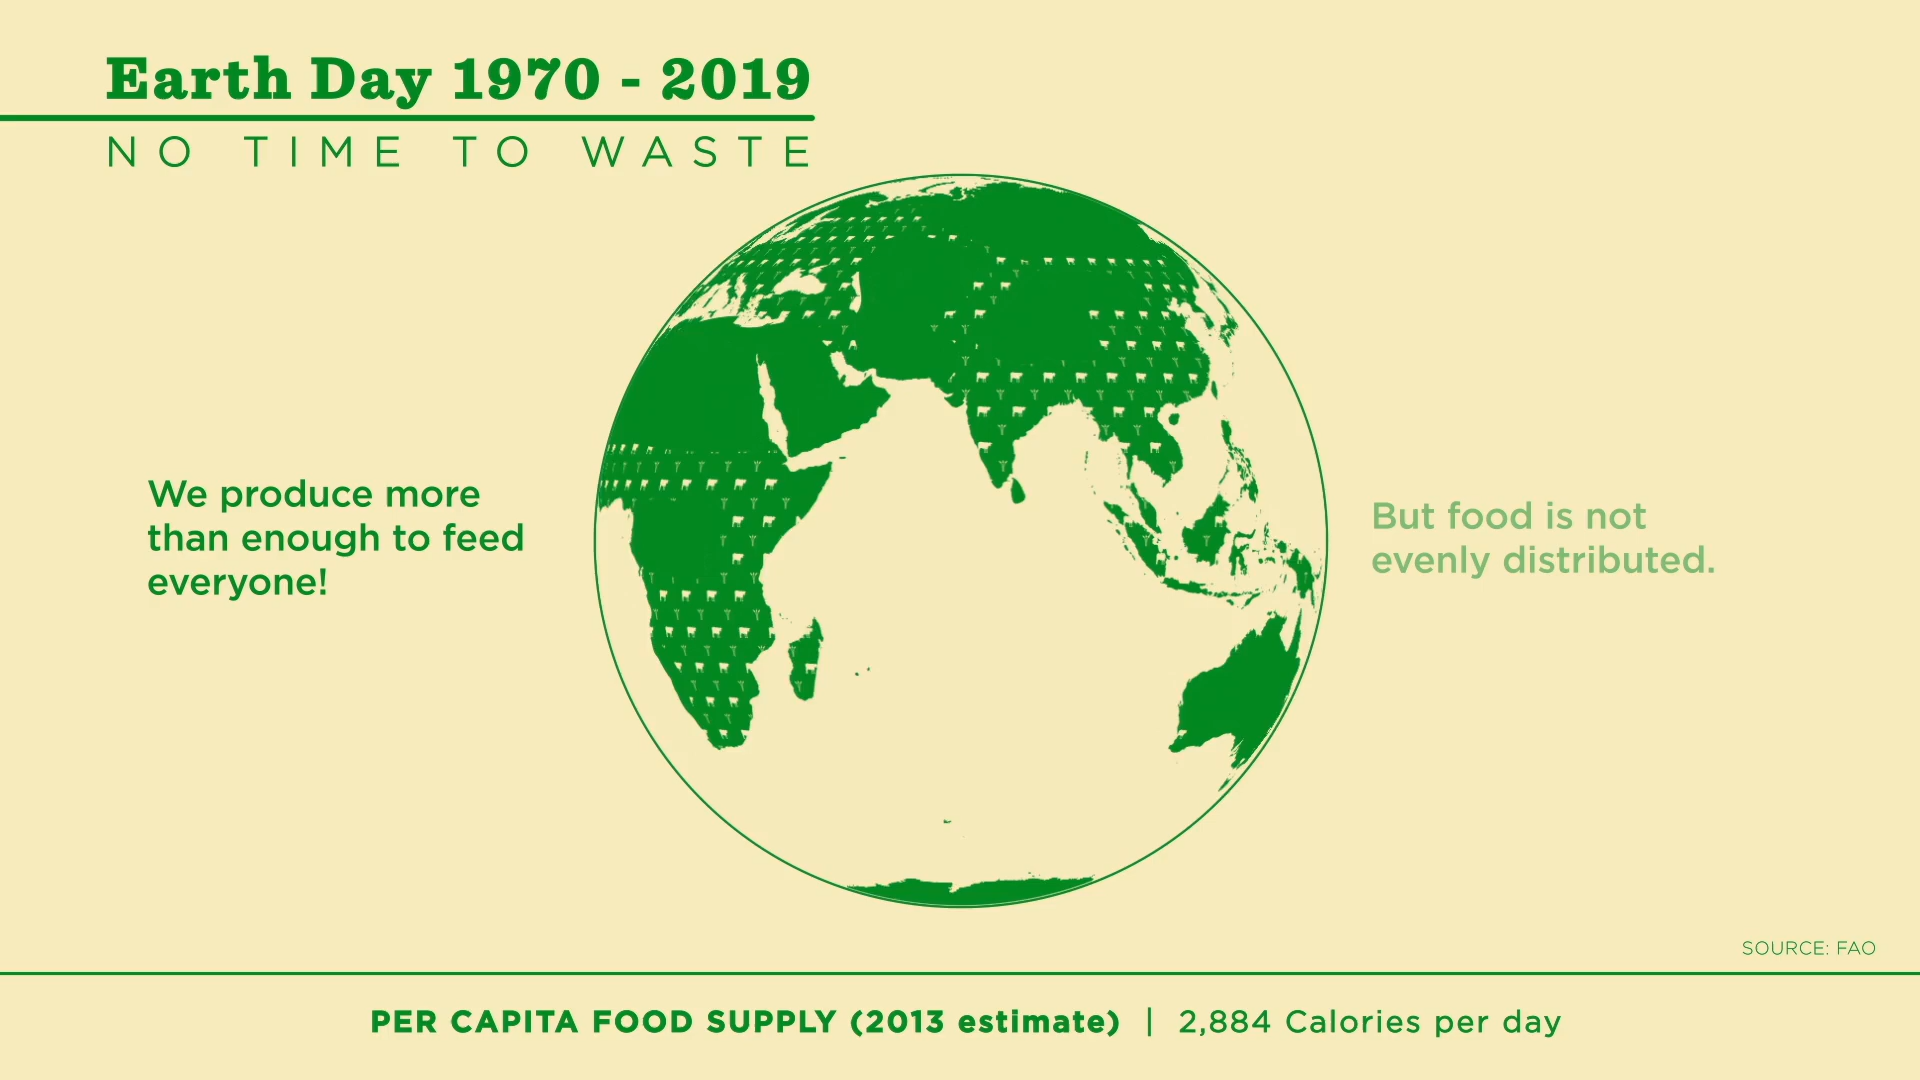 Earth Day 1970 - 2019
NO TIME TO WASTE
We produce more
than enough to feed
everyone!
But food is not
evenly distributed.
SOURCE: FAO
PER CAPITA FOOD SUPPLY (2013 estimate) | 2,884 Calories per day